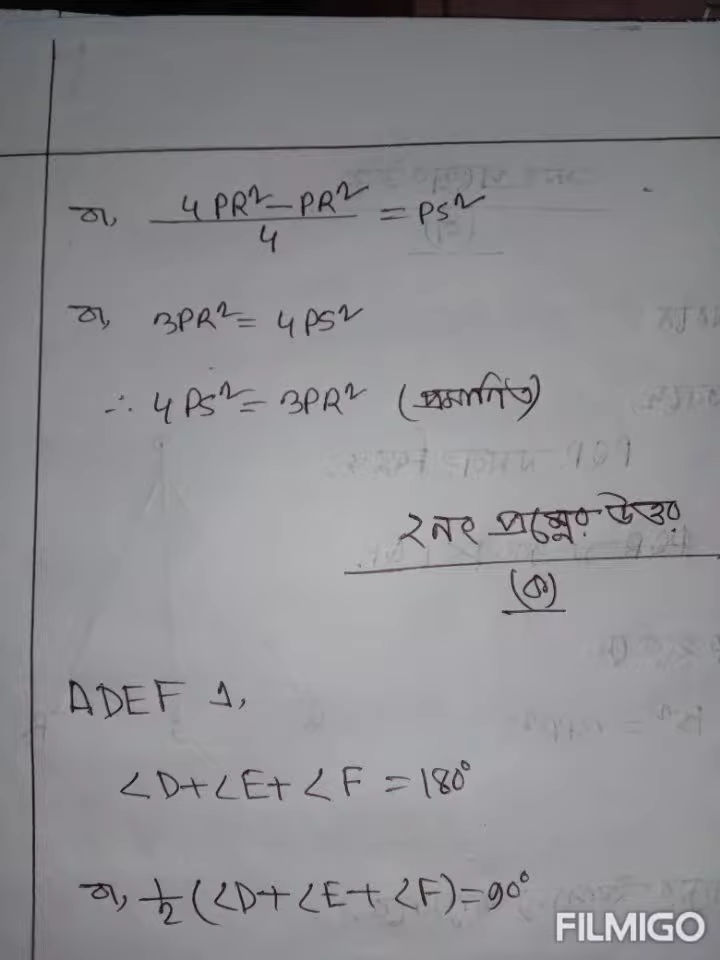 বা, 4PR²-PR²/4 = PS²
বা, 3PR² = 4PS²
∴ 4PS² = 3PR² (প্রমাণিত)
২নং প্রশ্নের উত্তর
(ক)
ΔDEF এ,
∠D+∠E+∠F = 180°
বা, 1/2 (∠D+∠E+∠F) = 90°
FILMIGO